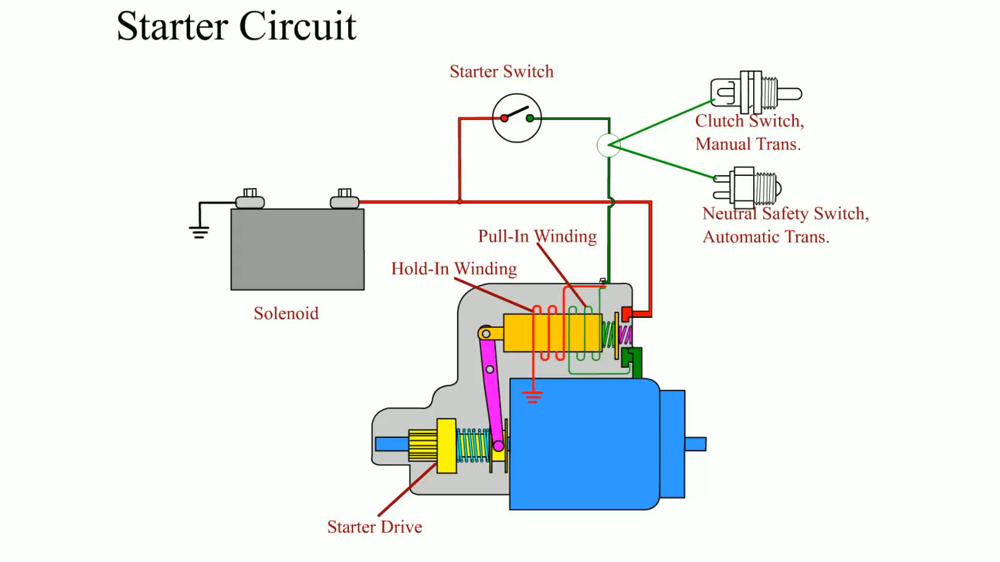 Starter Circuit
Starter Switch
Clutch Switch,
Manual Trans.
Neutral Safety Switch,
Automatic Trans.
Pull-In Winding
Hold-In Winding
Solenoid
Starter Drive